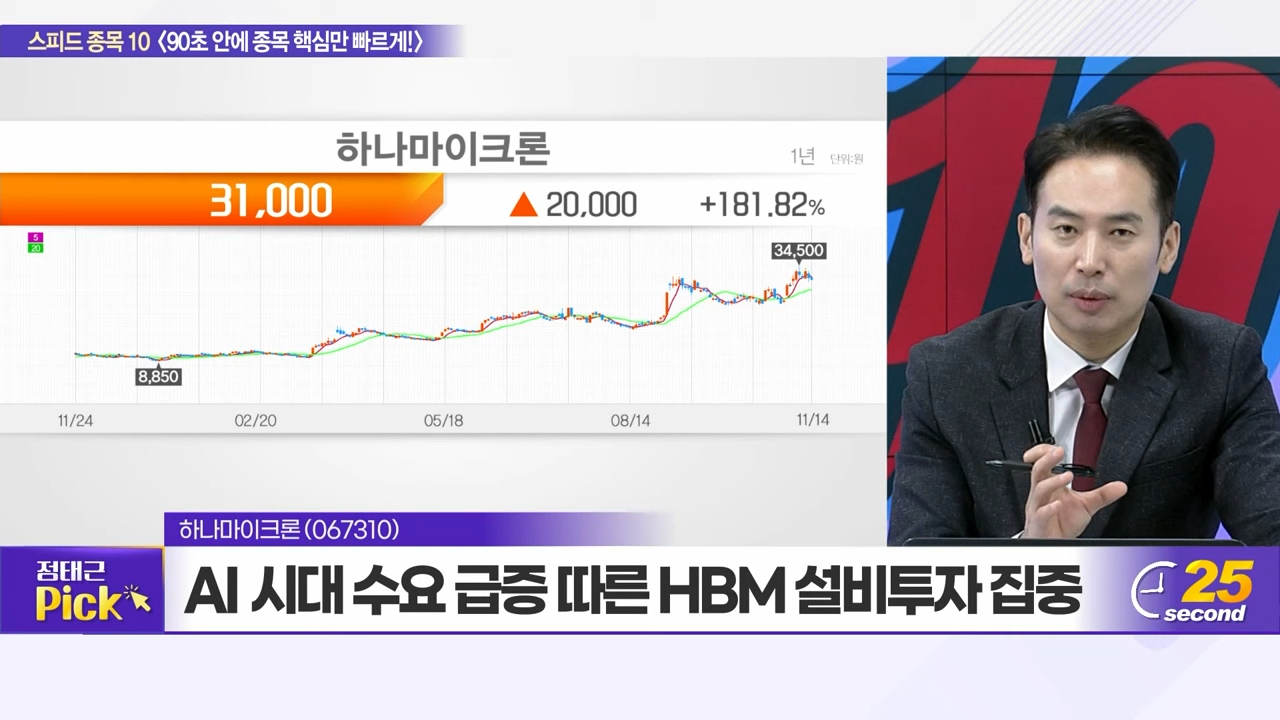 스피드 종목 10 〈90초 안에 종목 핵심만 빠르게!〉
하나마이크론
1년 단위:원
31,000 ▲ 20,000 +181.82%
5
20
34,500
8,850
11/24 02/20 05/18 08/14 11/14
하나마이크론 (067310)
정태근
Pick
AI 시대 수요 급증 따른 HBM 설비투자 집중
25
second
10